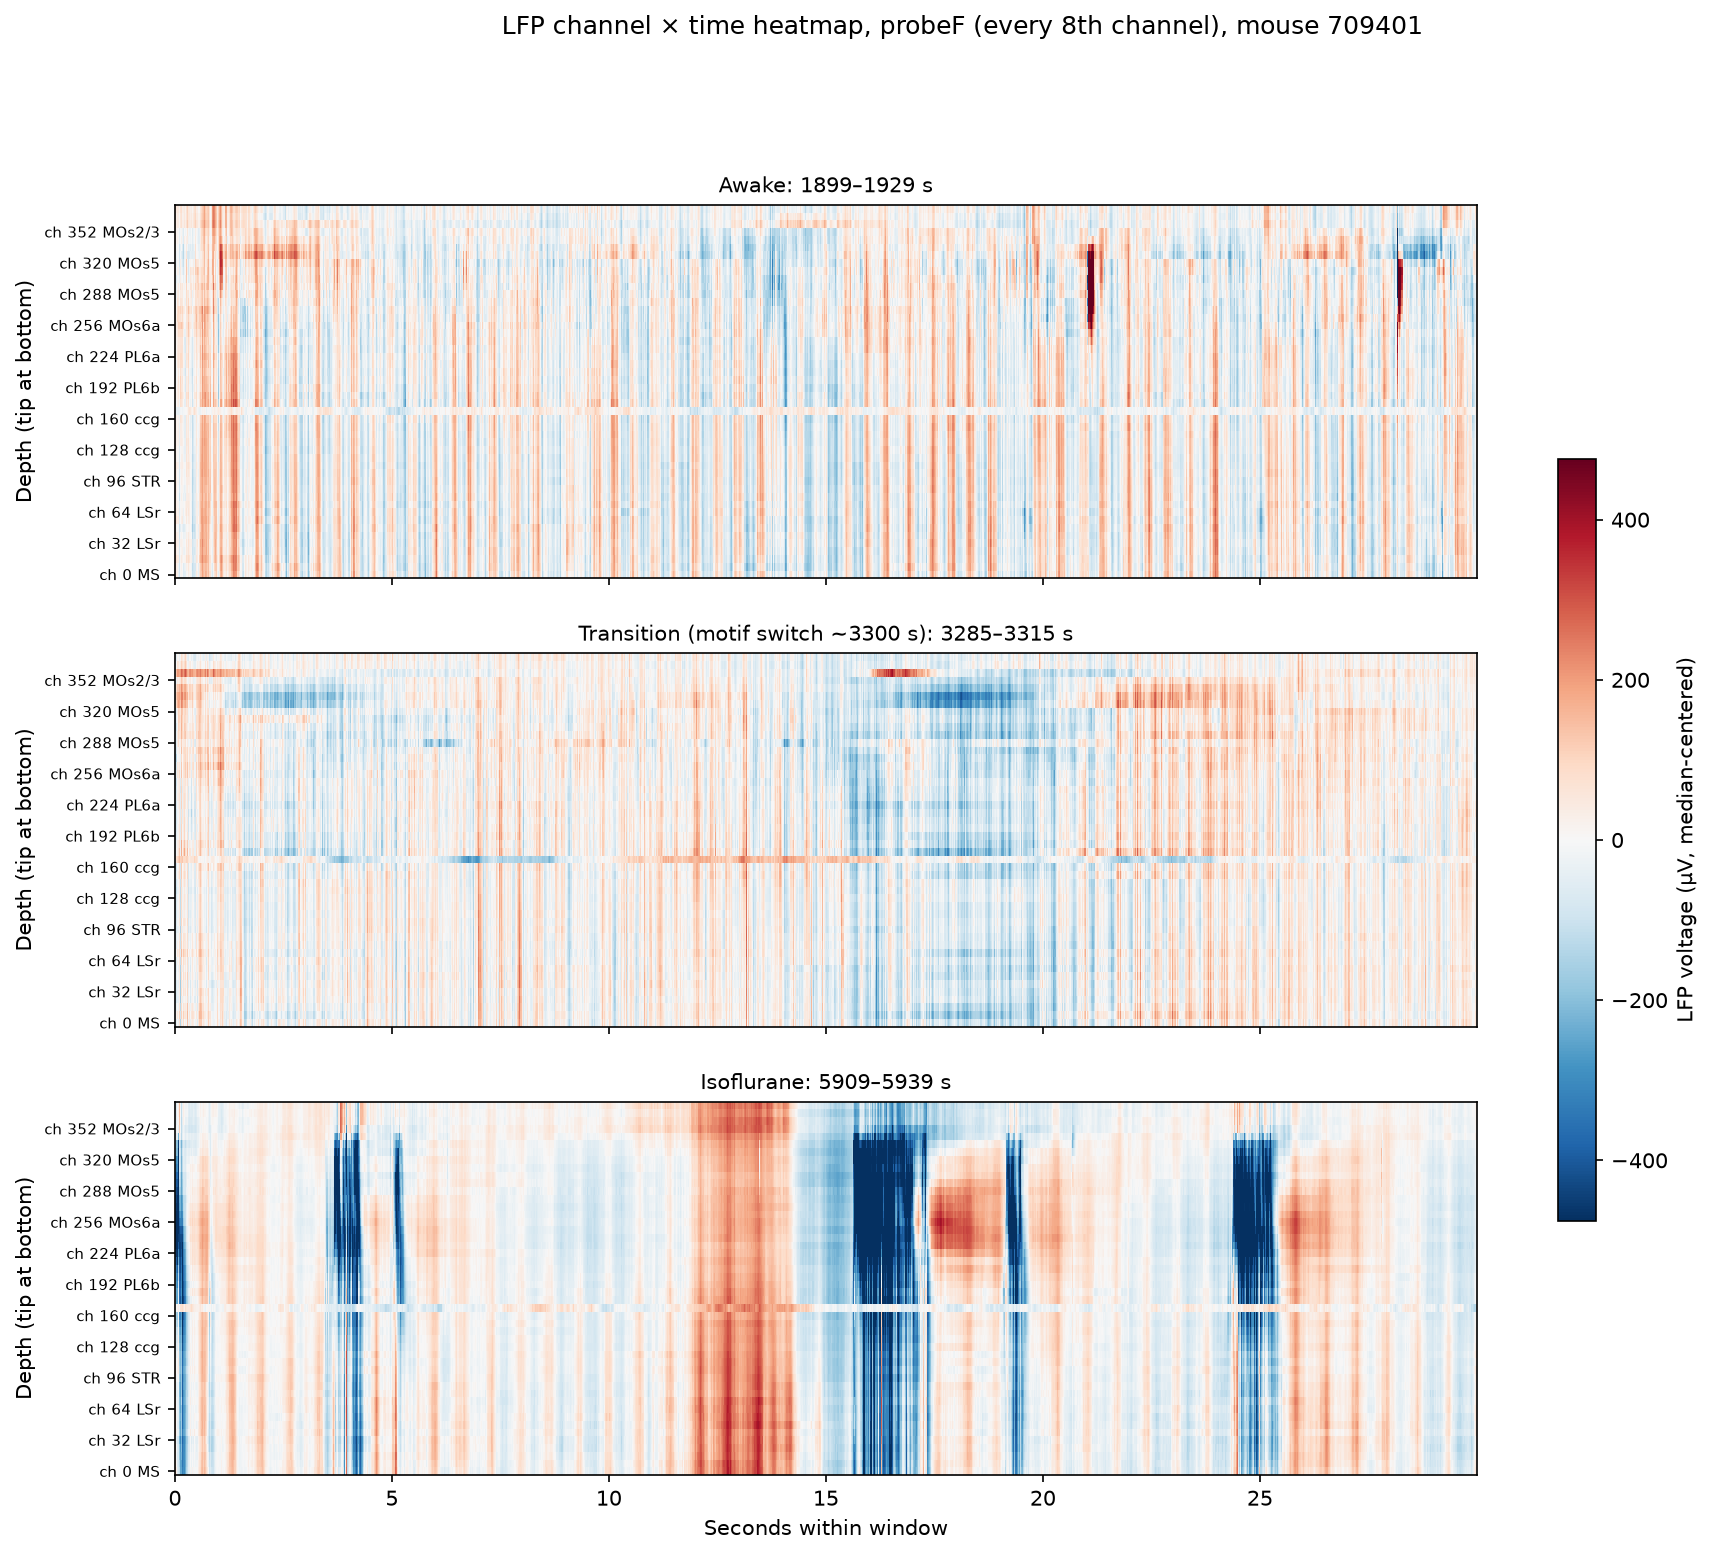 LFP channel × time heatmap, probeF (every 8th channel), mouse 709401
Awake: 1899–1929 s
Depth (tip at bottom)
ch 352 MOs2/3
ch 320 MOs5
ch 288 MOs5
ch 256 MOs6a
ch 224 PL6a
ch 192 PL6b
ch 160 ccg
ch 128 ccg
ch 96 STR
ch 64 LSr
ch 32 LSr
ch 0 MS
Transition (motif switch ~3300 s): 3285–3315 s
Depth (tip at bottom)
ch 352 MOs2/3
ch 320 MOs5
ch 288 MOs5
ch 256 MOs6a
ch 224 PL6a
ch 192 PL6b
ch 160 ccg
ch 128 ccg
ch 96 STR
ch 64 LSr
ch 32 LSr
ch 0 MS
Isoflurane: 5909–5939 s
Depth (tip at bottom)
ch 352 MOs2/3
ch 320 MOs5
ch 288 MOs5
ch 256 MOs6a
ch 224 PL6a
ch 192 PL6b
ch 160 ccg
ch 128 ccg
ch 96 STR
ch 64 LSr
ch 32 LSr
ch 0 MS
0 5 10 15 20 25
Seconds within window
400
200
0
−200
−400
LFP voltage (µV, median-centered)